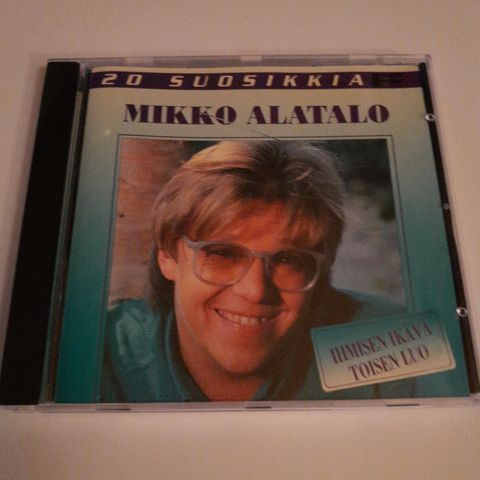 20 SUOSIKKIA
MIKKO ALATALO
IHMISEN IKÄVÄ
TOISEN LUO